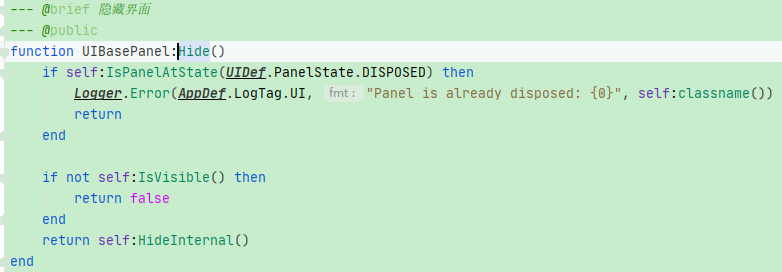 --- @brief 隐藏界面
--- @public
function UIBasePanel:Hide()
    if self:IsPanelAtState(UIDef.PanelState.DISPOSED) then
        Logger.Error(AppDef.LogTag.UI, fmt: "Panel is already disposed: {0}", self:classname())
        return
    end

    if not self:IsVisible() then
        return false
    end
    return self:HideInternal()
end